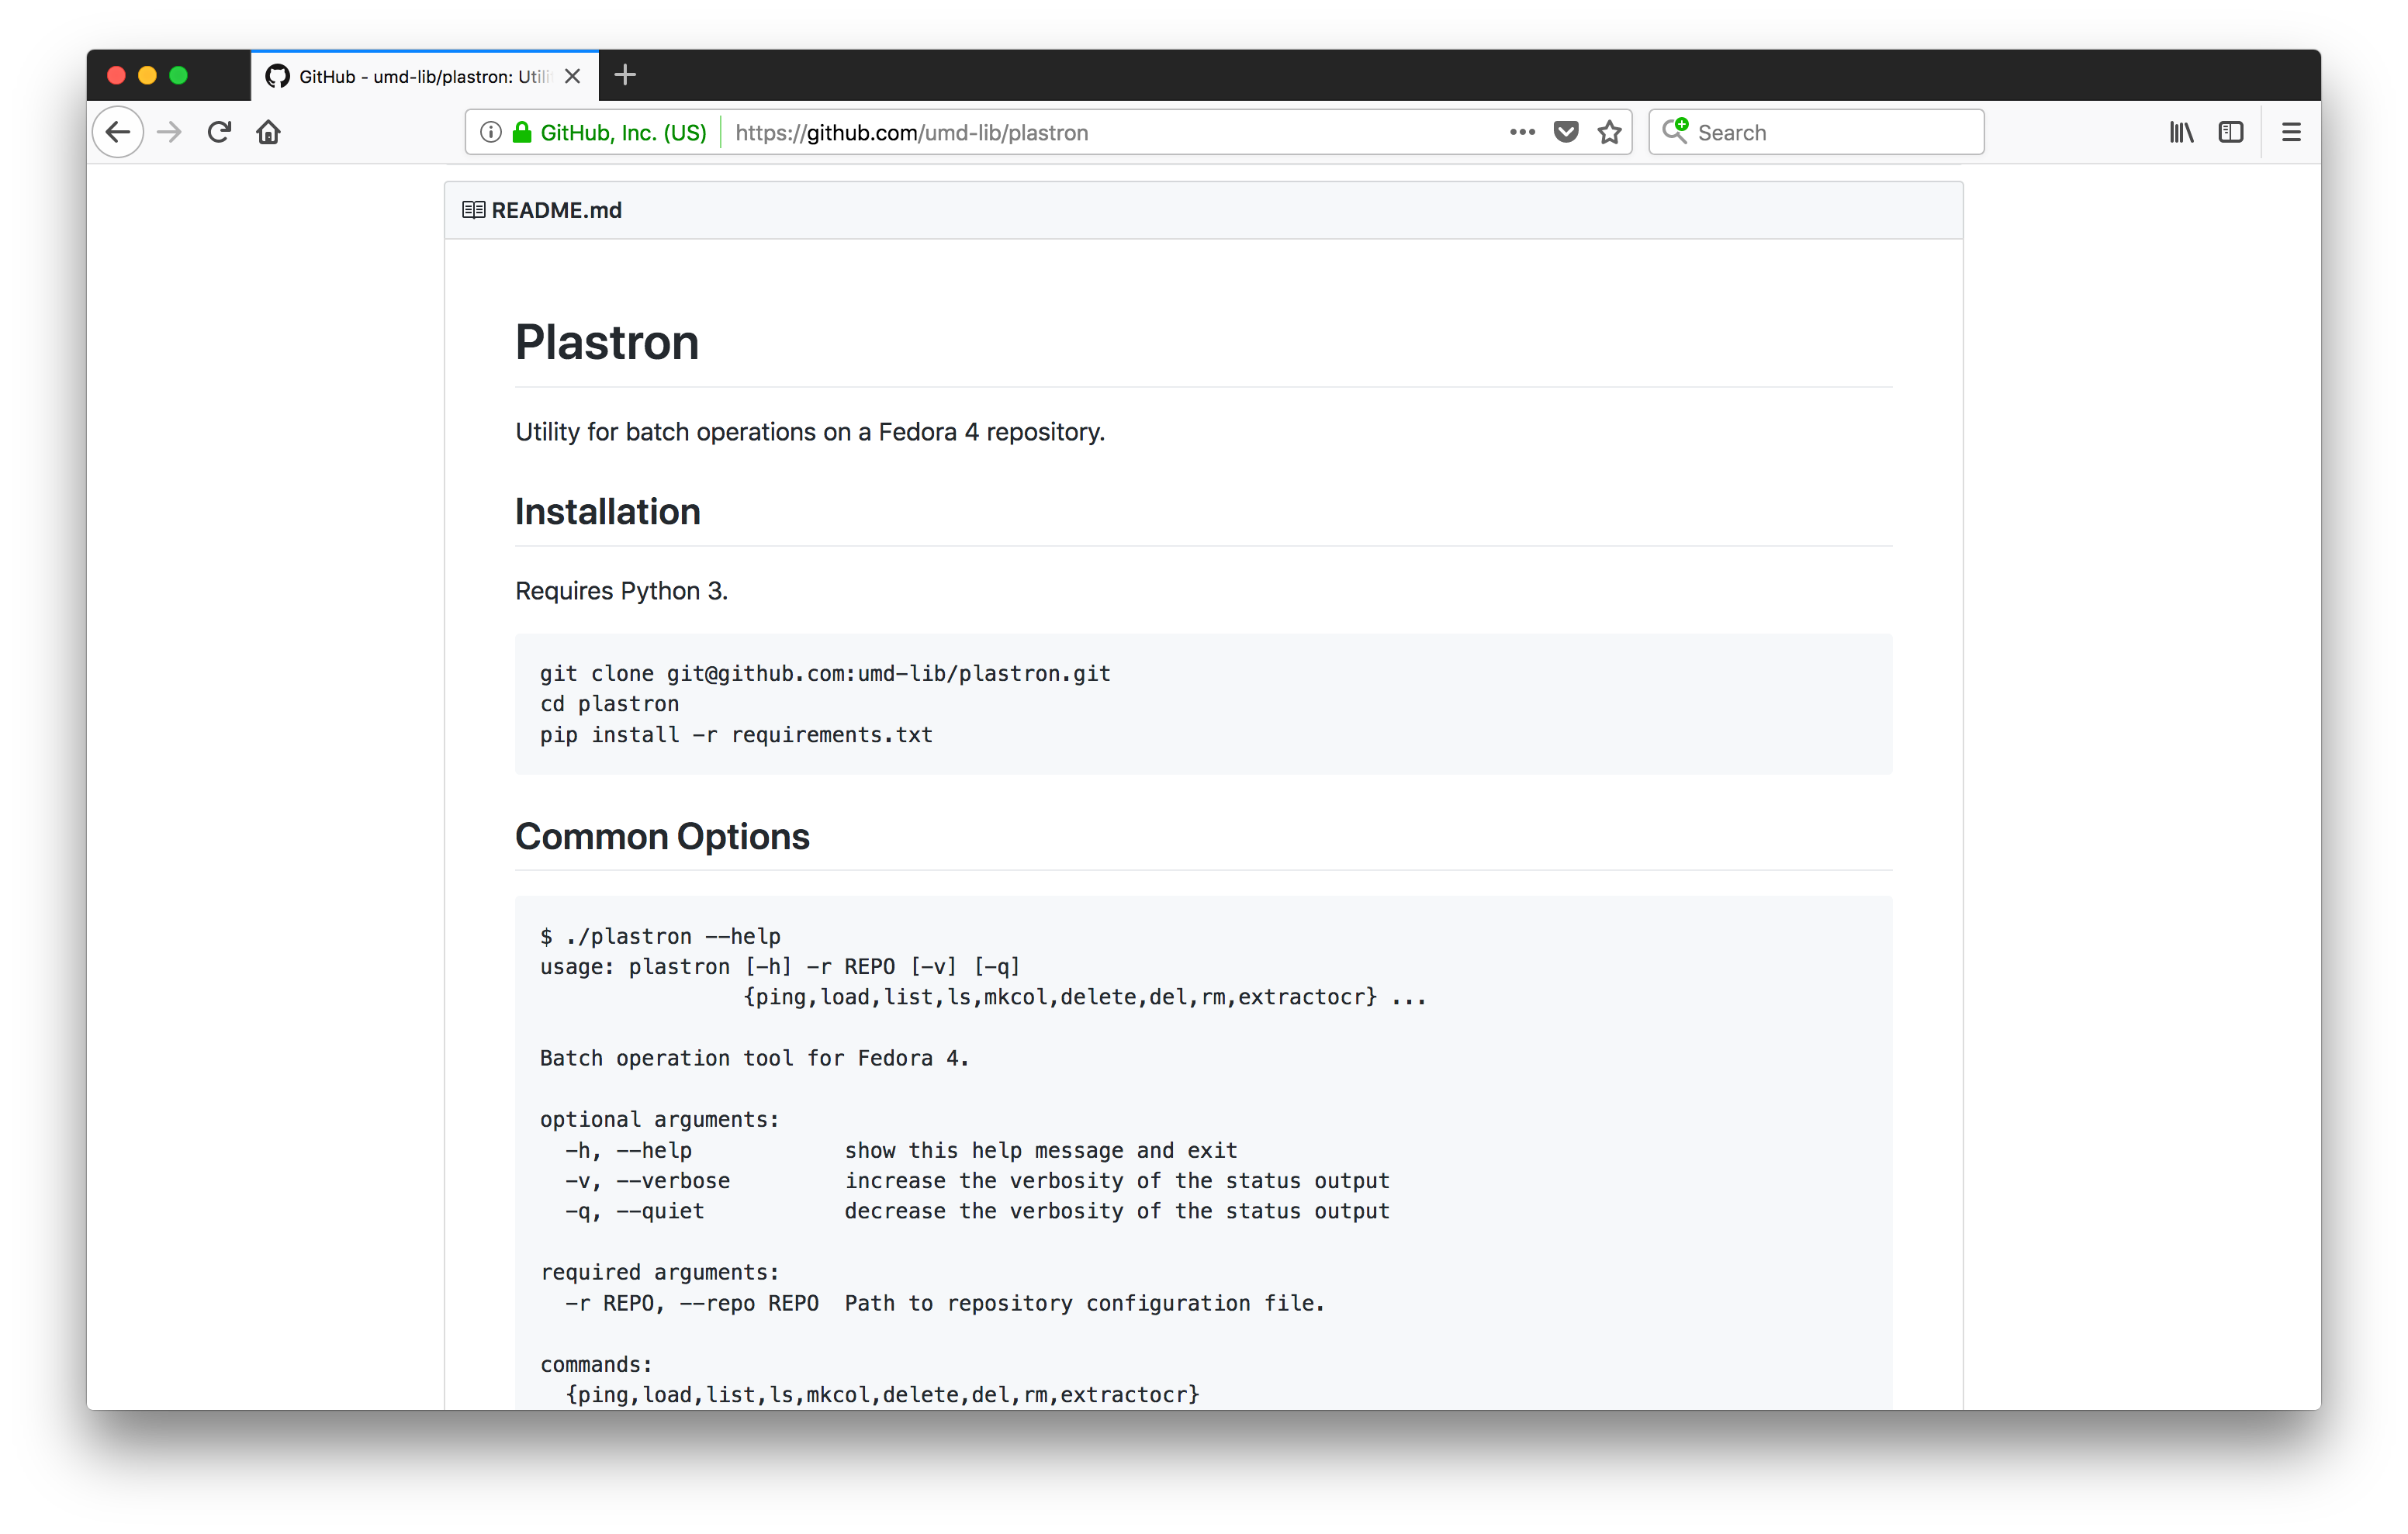 GitHub - umd-lib/plastron: Utili
GitHub, Inc. (US) https://github.com/umd-lib/plastron Search
README.md
Plastron
Utility for batch operations on a Fedora 4 repository.
Installation
Requires Python 3.
git clone git@github.com:umd-lib/plastron.git
cd plastron
pip install -r requirements.txt
Common Options
$ ./plastron --help
usage: plastron [-h] -r REPO [-v] [-q]
{ping,load,list,ls,mkcol,delete,del,rm,extractocr} ...
Batch operation tool for Fedora 4.
optional arguments:
-h, --help show this help message and exit
-v, --verbose increase the verbosity of the status output
-q, --quiet decrease the verbosity of the status output
required arguments:
-r REPO, --repo REPO Path to repository configuration file.
commands:
{ping,load,list,ls,mkcol,delete,del,rm,extractocr}